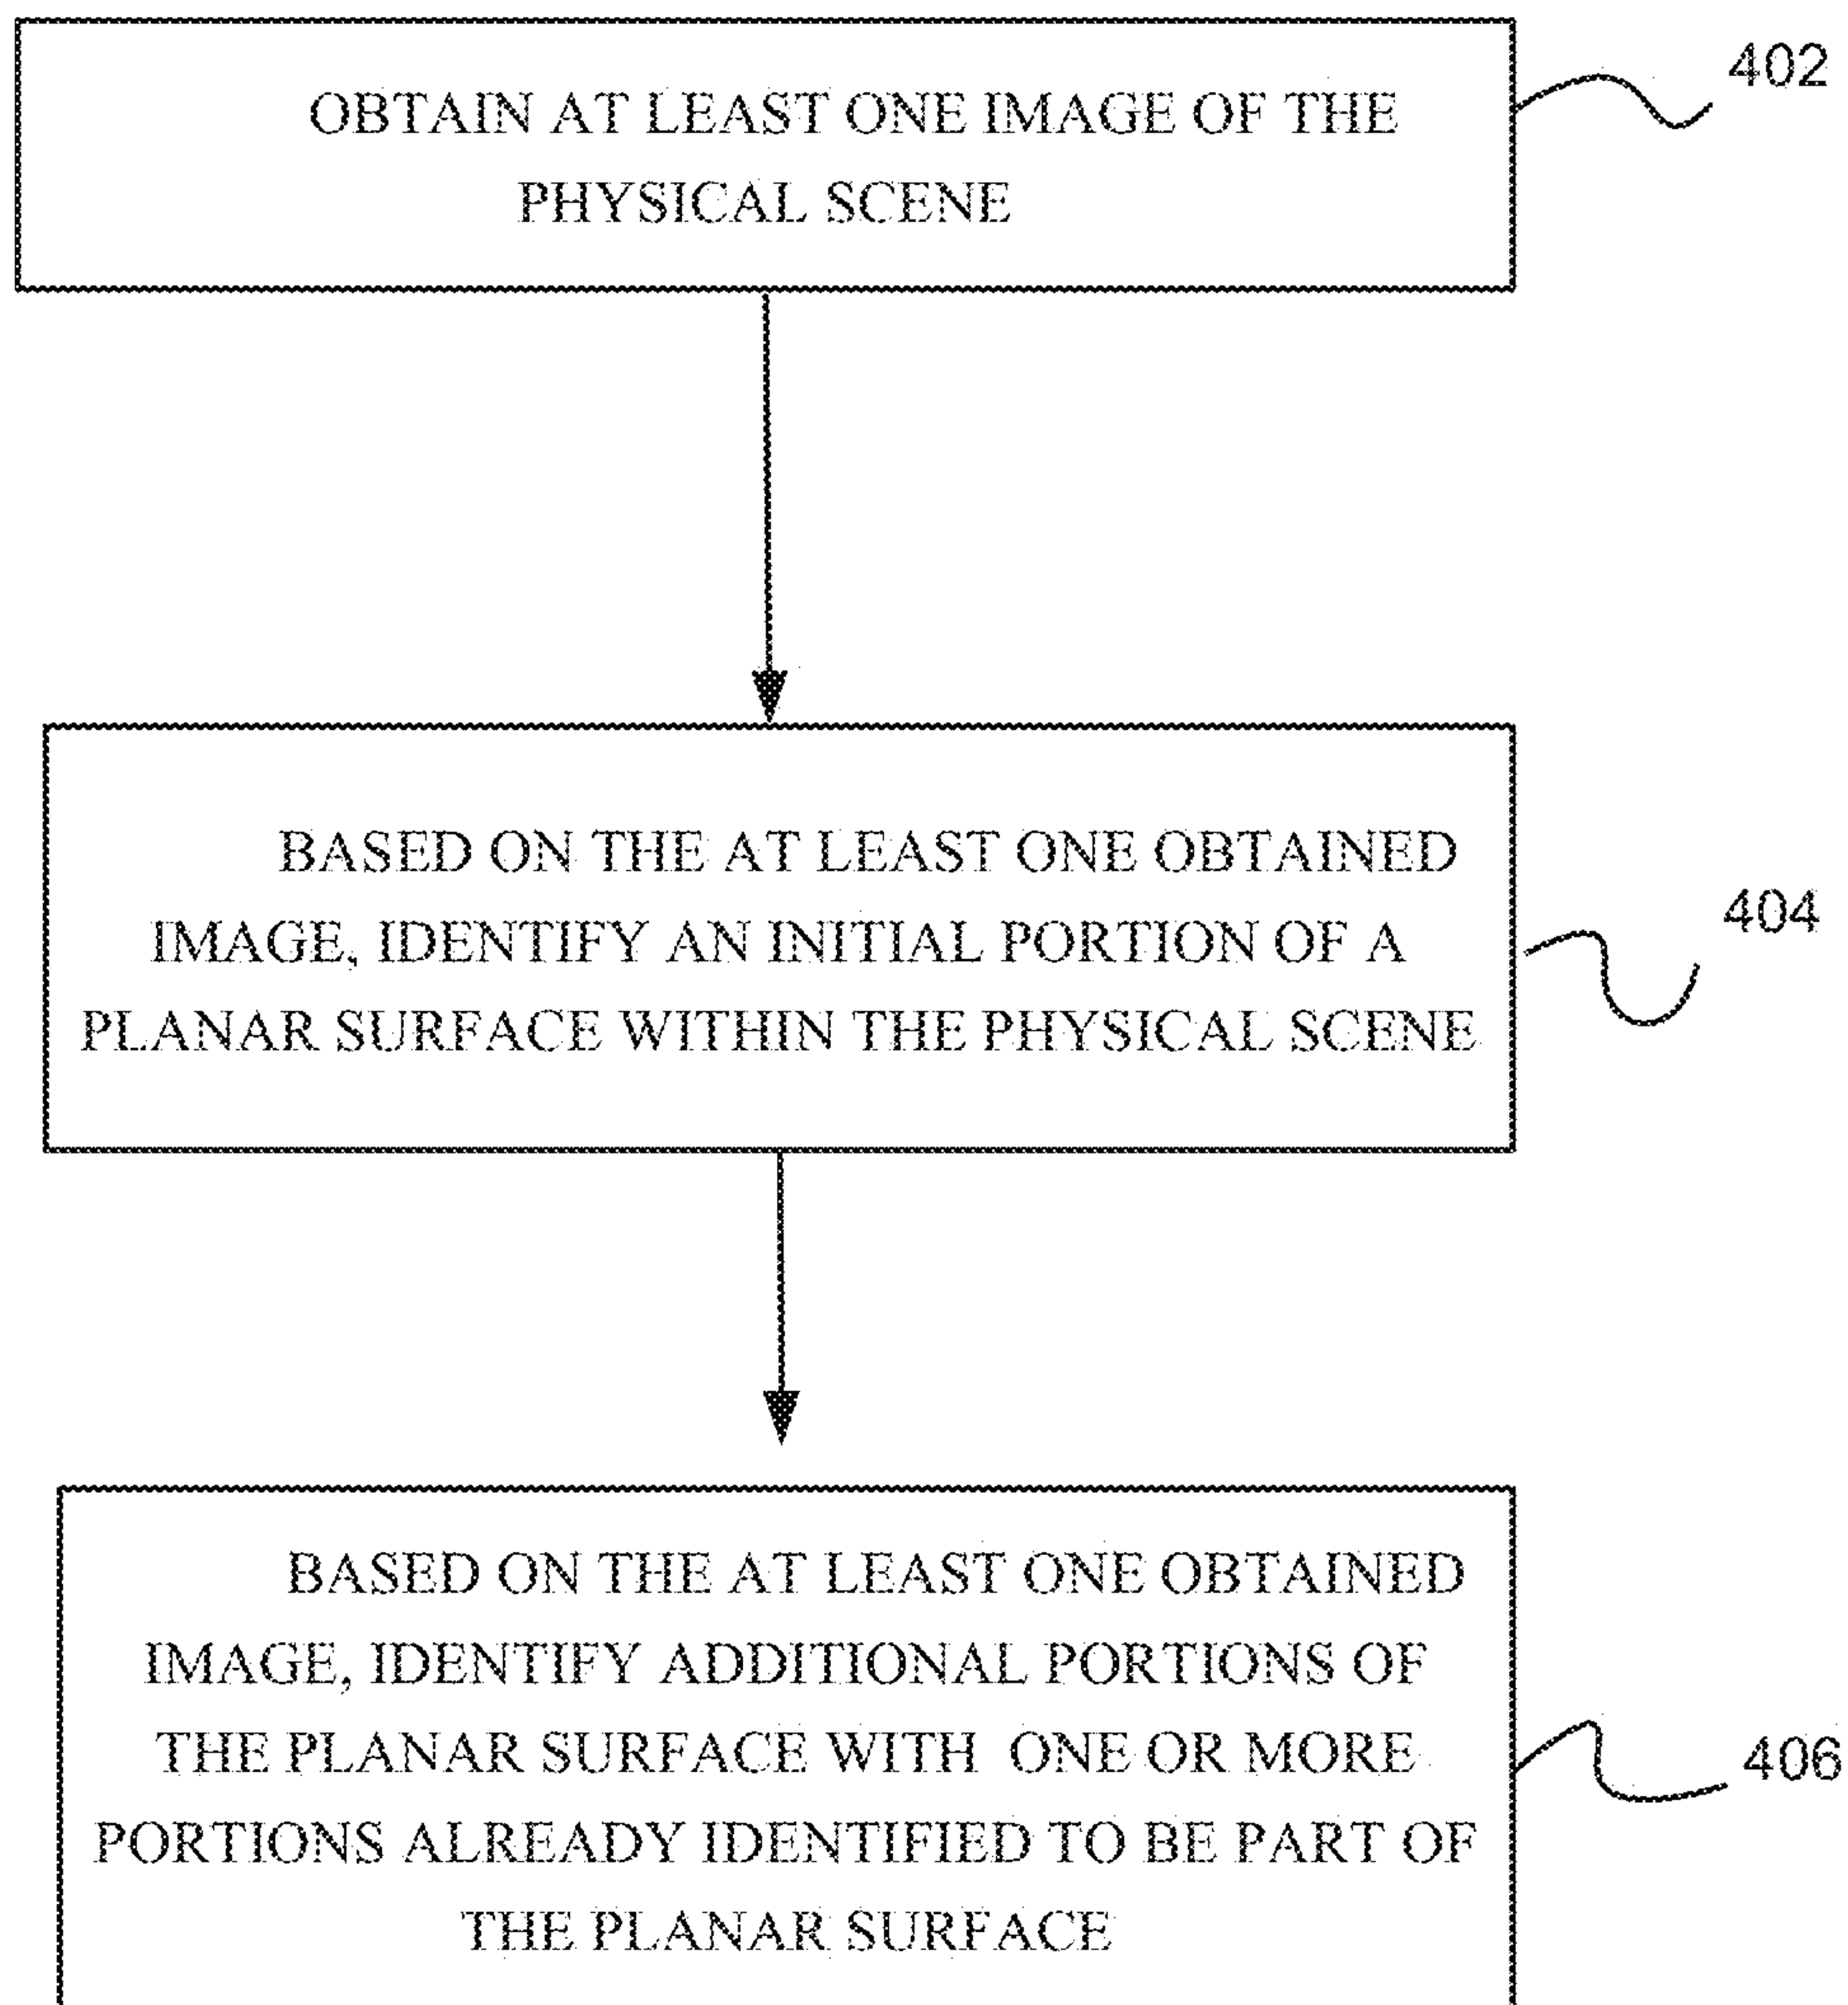 OBTAIN AT LEAST ONE IMAGE OF THE
PHYSICAL SCENE
402
BASED ON THE AT LEAST ONE OBTAINED
IMAGE, IDENTIFY AN INITIAL PORTION OF A
PLANAR SURFACE WITHIN THE PHYSICAL SCENE
404
BASED ON THE AT LEAST ONE OBTAINED
IMAGE, IDENTIFY ADDITIONAL PORTIONS OF
THE PLANAR SURFACE WITH ONE OR MORE
PORTIONS ALREADY IDENTIFIED TO BE PART OF
THE PLANAR SURFACE
406